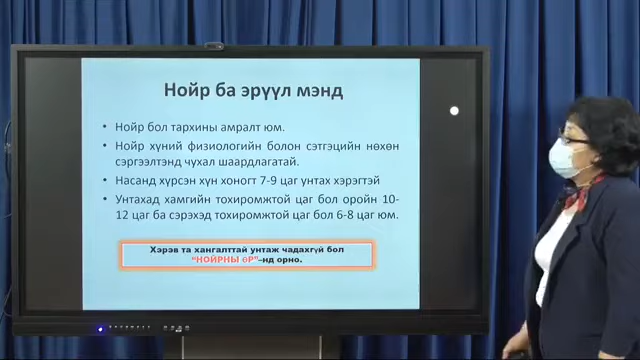 Нойр ба эрүүл мэнд
• Нойр бол тархины амралт юм.
• Нойр хүний физиологийн болон сэтгэцийн нөхөн
сэргээлтэнд чухал шаардлагатай.
• Насанд хүрсэн хүн хоногт 7-9 цаг унтах хэрэгтэй
• Унтахад хамгийн тохиромжтой цаг бол оройн 10-
12 цаг ба сэрэхэд тохиромжтой цаг бол 6-8 цаг юм.
Хэрэв та хангалттай унтаж чадахгүй бол
“НОЙРНЫ ӨР”–нд орно.